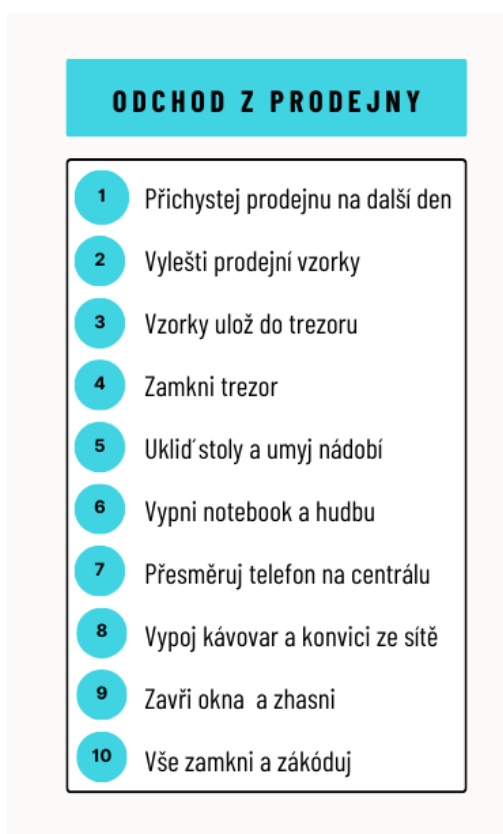 ODCHOD Z PRODEJNY
1 Přichystej prodejnu na další den
2 Vylešti prodejní vzorky
3 Vzorky ulož do trezoru
4 Zamkni trezor
5 Ukliď stoly a umyj nádobí
6 Vypni notebook a hudbu
7 Přesměruj telefon na centrálu
8 Vypoj kávovar a konvici ze sítě
9 Zavři okna  a zhasni
10 Vše zamkni a zákóduj